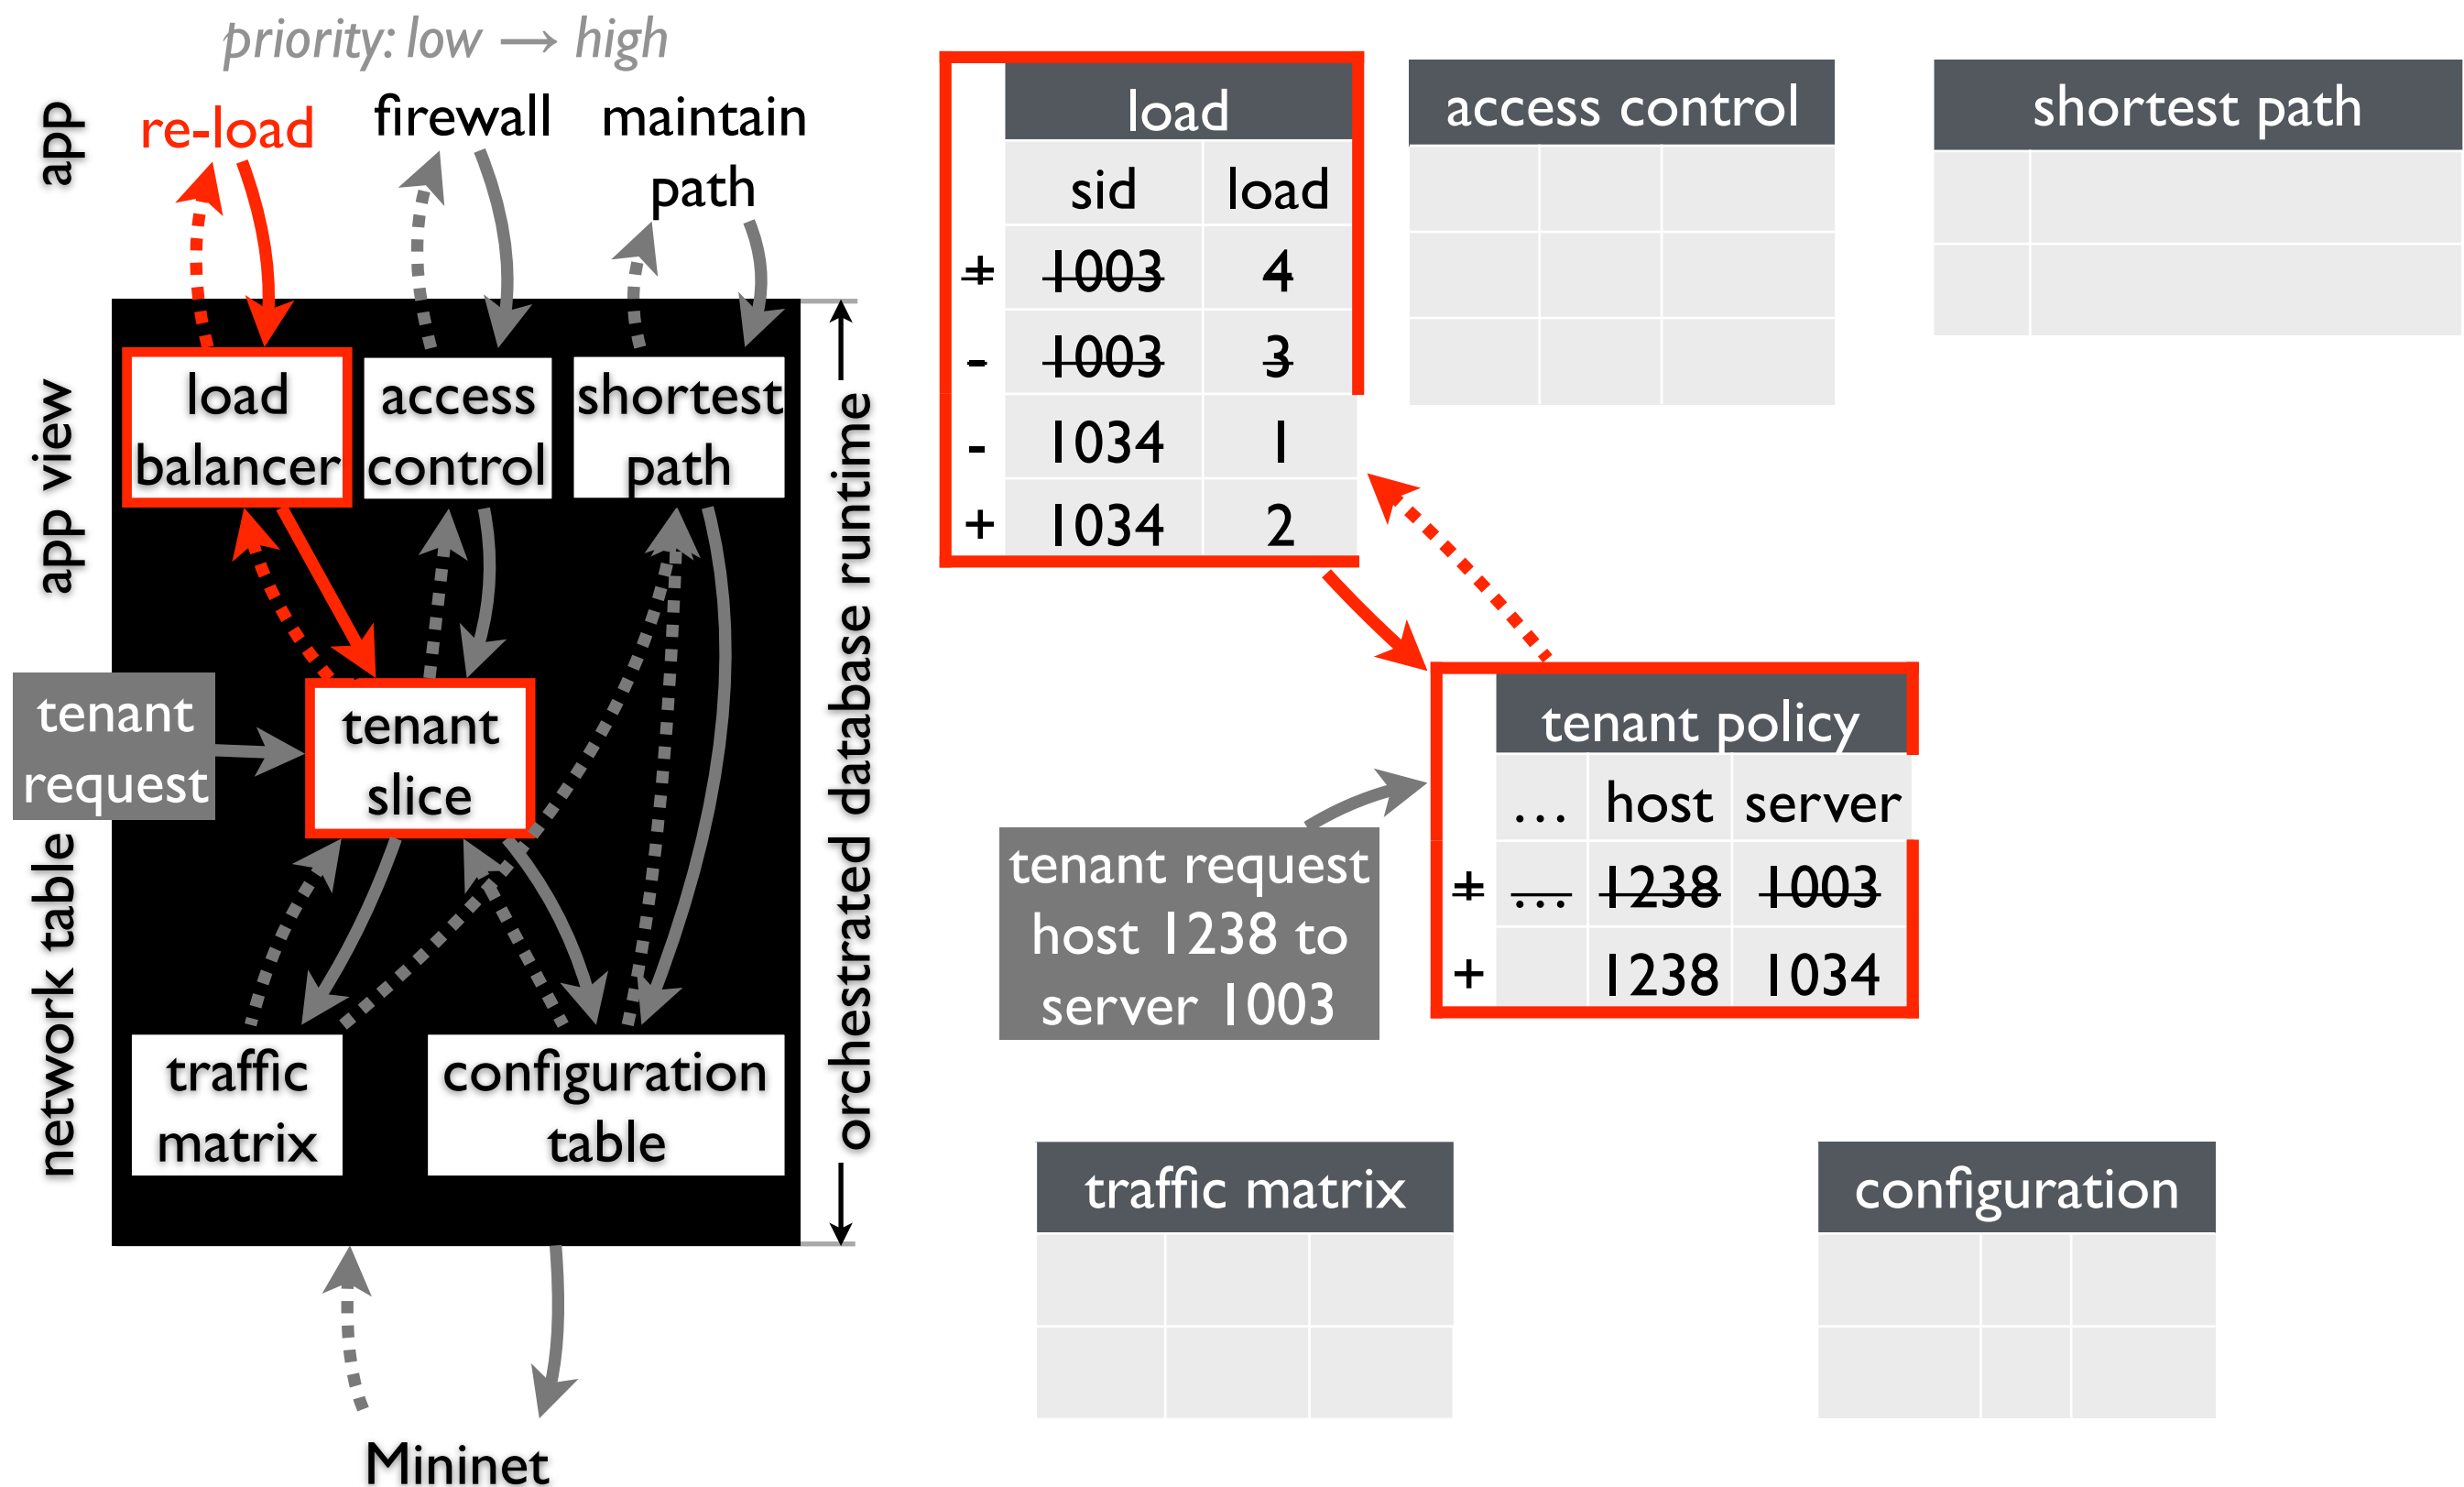 priority: low → high
app
re-load
firewall
maintain
path
app view
load
balancer
access
control
shortest
path
tenant
request
tenant
slice
network table
traffic
matrix
configuration
table
orchestrated database runtime
Mininet
load
sid load
+ 1003 4
- 1003 3
- 1034 1
+ 1034 2
access control
shortest path
tenant policy
... host server
+ ... 1238 1003
+ 1238 1034
tenant request
host 1238 to
server 1003
traffic matrix
configuration